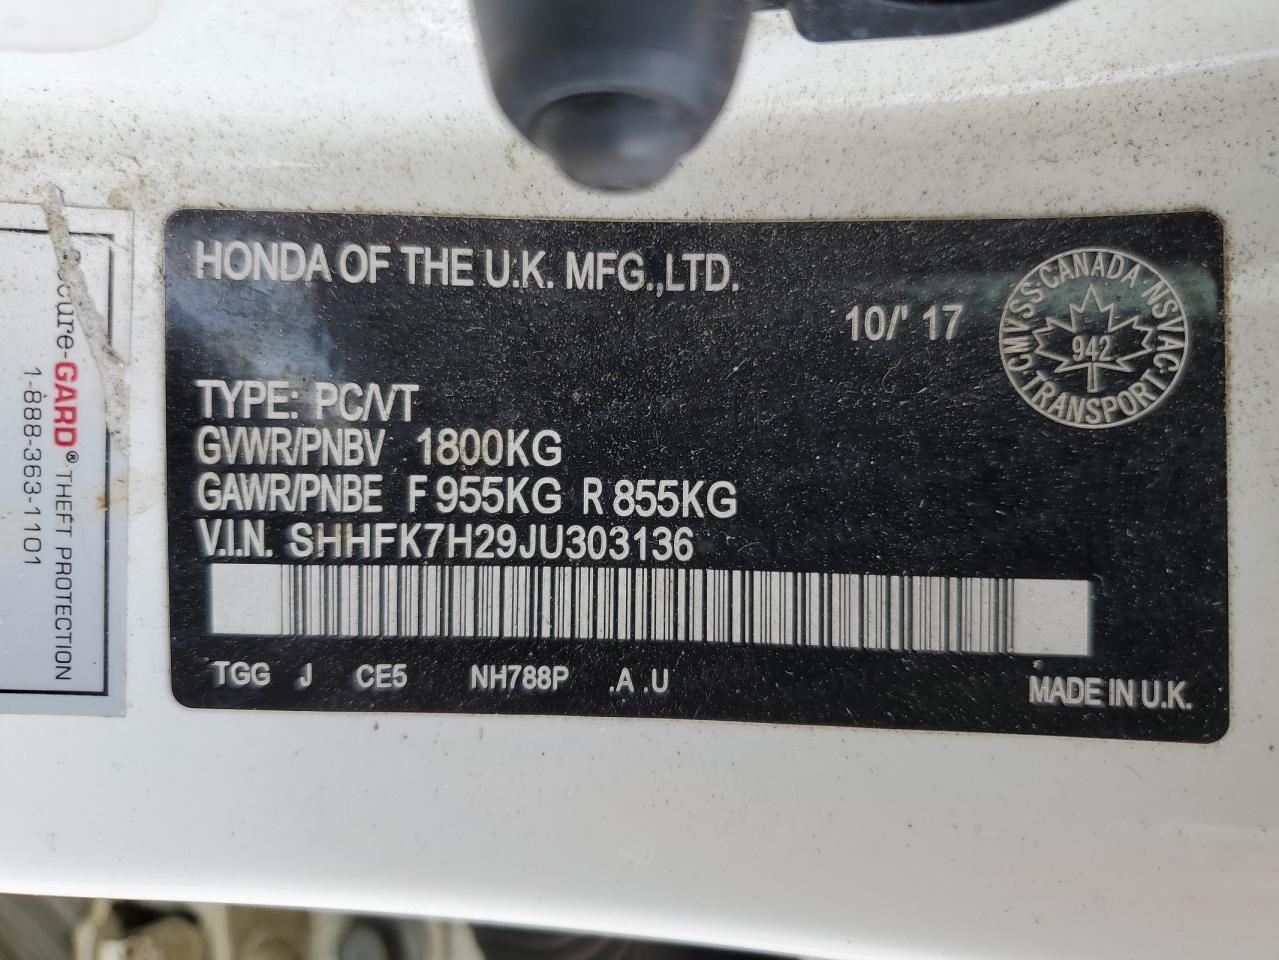 HONDA OF THE U.K. MFG.,LTD.
10/' 17
CMVSS · CANADA · NSVAC · TRANSPORT ·
942
TYPE: PC/VT
GVWR/PNBV 1800KG
GAWR/PNBE F 955KG R 855KG
V.I.N. SHHFK7H29JU303136
TGG J CE5 NH788P .A .U
MADE IN U.K.
cure-GARD® THEFT PROTECTION
1-888-363-1101